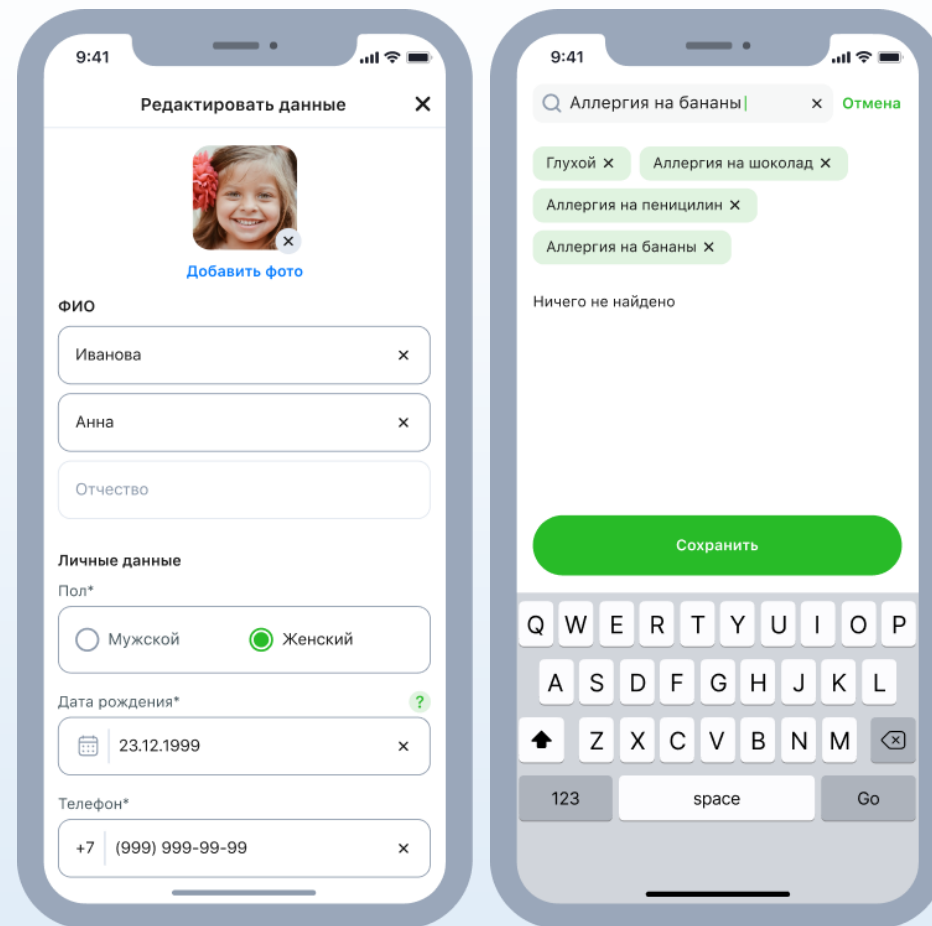 9:41
Редактировать данные
Добавить фото
ФИО
Иванова
Анна
Отчество
Личные данные
Пол*
Мужской Женский
Дата рождения*
?
23.12.1999
Телефон*
+7 (999) 999-99-99
9:41
Аллергия на бананы
Отмена
Глухой
Аллергия на шоколад
Аллергия на пеницилин
Аллергия на бананы
Ничего не найдено
Сохранить
Q W E R T Y U I O P
A S D F G H J K L
Z X C V B N M
123 space Go